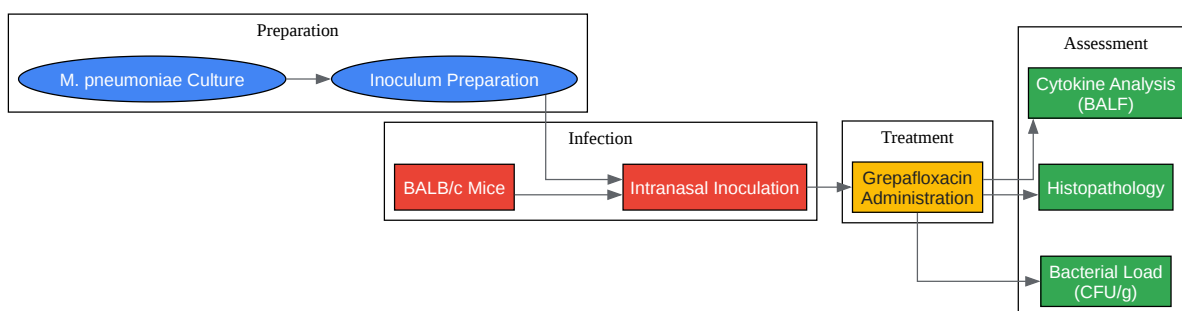 Preparation
M. pneumoniae Culture
Inoculum Preparation
Infection
BALB/c Mice
Intranasal Inoculation
Treatment
Grepafloxacin
Administration
Assessment
Cytokine Analysis
(BALF)
Histopathology
Bacterial Load
(CFU/g)